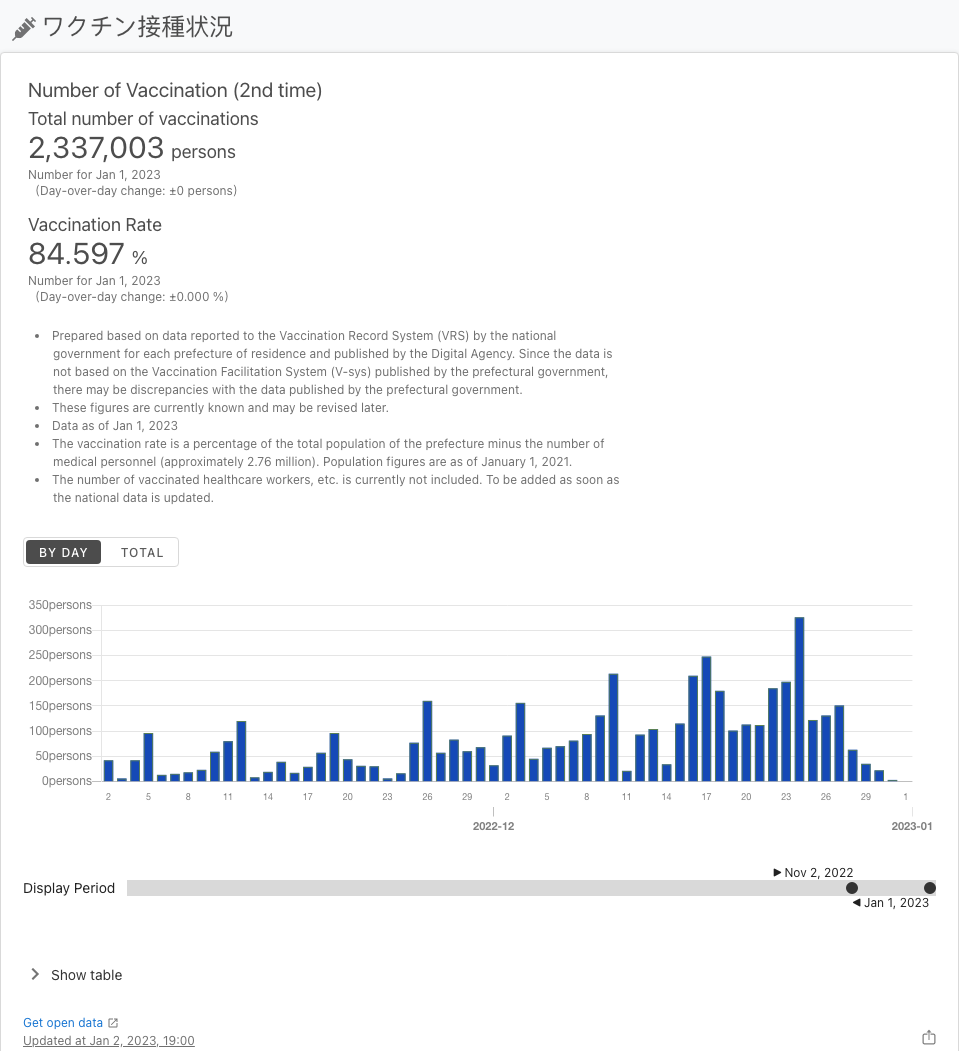 ワクチン接種状況
Number of Vaccination (2nd time)
Total number of vaccinations
2,337,003 persons
Number for Jan 1, 2023
(Day-over-day change: ±0 persons)
Vaccination Rate
84.597 %
Number for Jan 1, 2023
(Day-over-day change: ±0.000 %)
• Prepared based on data reported to the Vaccination Record System (VRS) by the national
government for each prefecture of residence and published by the Digital Agency. Since the data is
not based on the Vaccination Facilitation System (V-sys) published by the prefectural government,
there may be discrepancies with the data published by the prefectural government.
• These figures are currently known and may be revised later.
• Data as of Jan 1, 2023
• The vaccination rate is a percentage of the total population of the prefecture minus the number of
medical personnel (approximately 2.76 million). Population figures are as of January 1, 2021.
• The number of vaccinated healthcare workers, etc. is currently not included. To be added as soon as
the national data is updated.
BY DAY TOTAL
350persons
300persons
250persons
200persons
150persons
100persons
50persons
0persons
2 5 8 11 14 17 20 23 26 29 2 5 8 11 14 17 20 23 26 29 1
2022-12 2023-01
Nov 2, 2022
Display Period
Jan 1, 2023
Show table
Get open data
Updated at Jan 2, 2023, 19:00